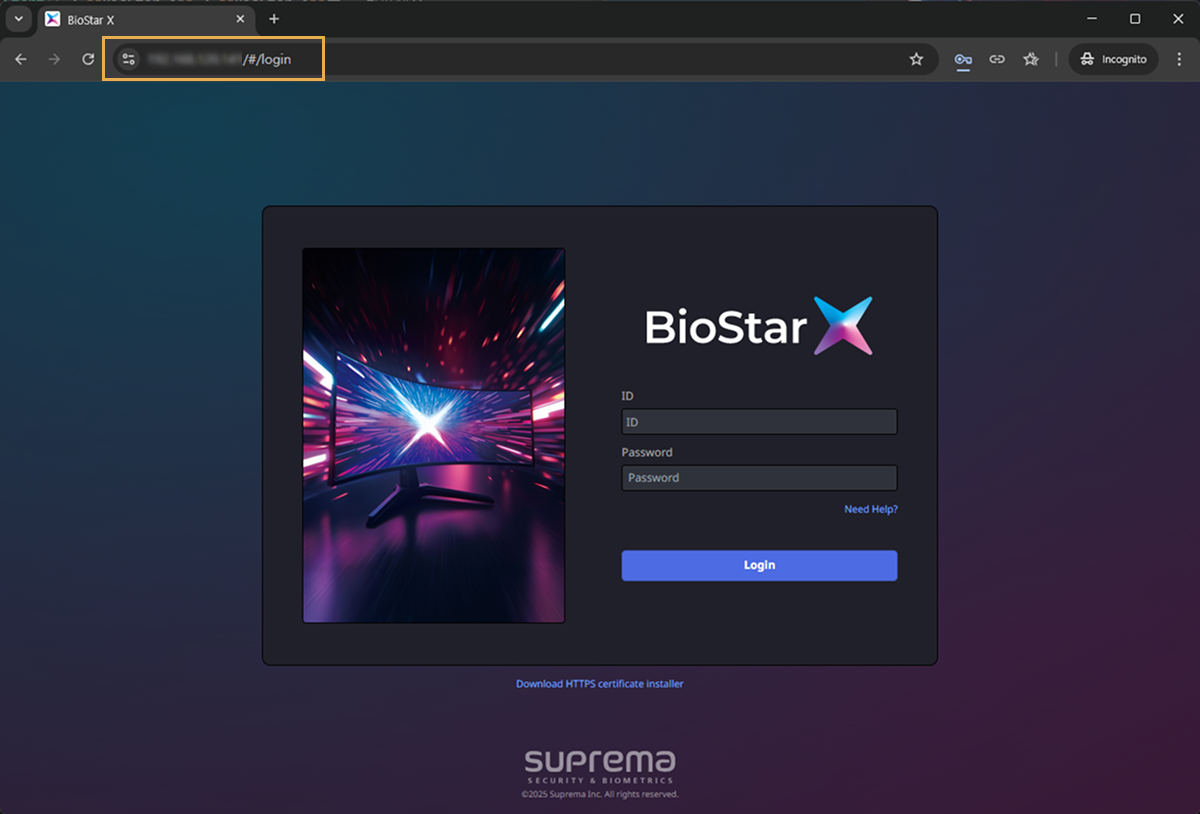 BioStar X
/#/login
Incognito
BioStar X
ID
ID
Password
Password
Need Help?
Login
Download HTTPS certificate installer
suprema
SECURITY & BIOMETRICS
©2025 Suprema Inc. All rights reserved.